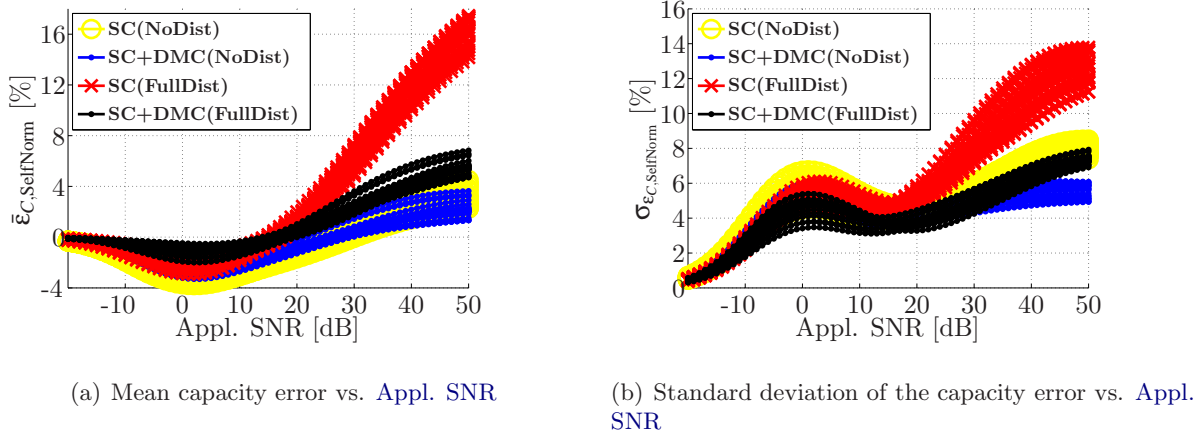 16
12
8
4
0
-4
-10
0
10
20
30
40
50
ε̄C,SelfNorm [%]
Appl. SNR [dB]
SC(NoDist)
SC+DMC(NoDist)
SC(FullDist)
SC+DMC(FullDist)
16
14
12
10
8
6
4
2
0
-10
0
10
20
30
40
50
σεC,SelfNorm [%]
Appl. SNR [dB]
SC(NoDist)
SC+DMC(NoDist)
SC(FullDist)
SC+DMC(FullDist)
(a) Mean capacity error vs. Appl. SNR
(b) Standard deviation of the capacity error vs. Appl.
SNR